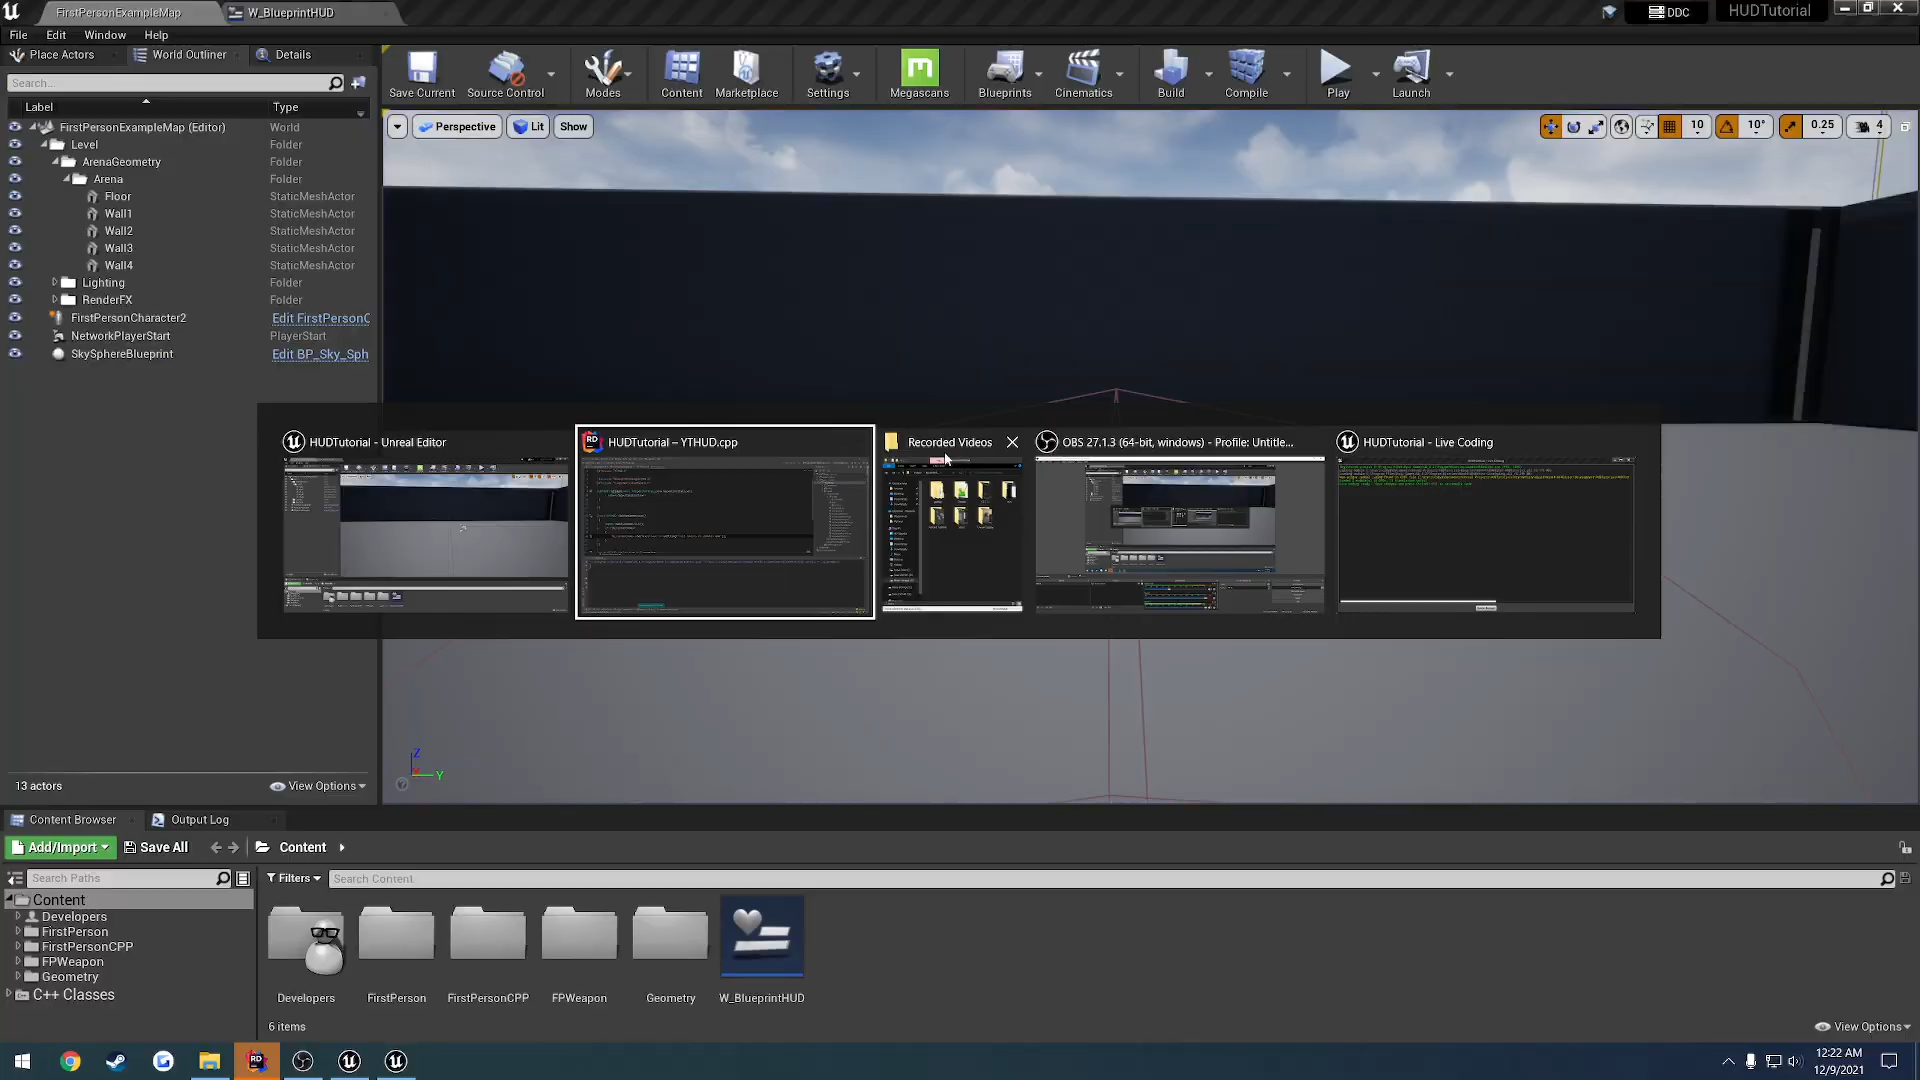 FirstPersonExampleMap
W_BlueprintHUD
DDC
HUDTutorial
File Edit Window Help
Place Actors
World Outliner
Details
Search...
Label Type
FirstPersonExampleMap (Editor) World
Level Folder
ArenaGeometry Folder
Arena Folder
Floor StaticMeshActor
Wall1 StaticMeshActor
Wall2 StaticMeshActor
Wall3 StaticMeshActor
Wall4 StaticMeshActor
Lighting Folder
RenderFX Folder
FirstPersonCharacter2 Edit FirstPersonC
NetworkPlayerStart PlayerStart
SkySphereBlueprint Edit BP_Sky_Sph
13 actors
View Options
Save Current
Source Control
Modes
Content
Marketplace
Settings
Megascans
Blueprints
Cinematics
Build
Compile
Play
Launch
Perspective
Lit
Show
10
10°
0.25
4
HUDTutorial - Unreal Editor
HUDTutorial – YTHUD.cpp
Recorded Videos
OBS 27.1.3 (64-bit, windows) - Profile: Untitle...
HUDTutorial - Live Coding
Z
Y
Content Browser
Output Log
Add/Import
Save All
Content
Search Paths
Filters
Search Content
Content
Developers
FirstPerson
FirstPersonCPP
FPWeapon
Geometry
C++ Classes
Developers
FirstPerson
FirstPersonCPP
FPWeapon
Geometry
W_BlueprintHUD
6 items
View Options
RD
12:22 AM
12/9/2021